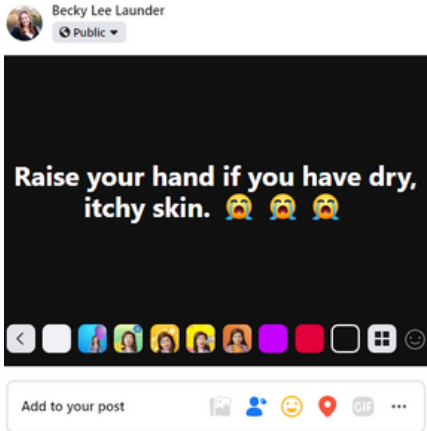 Becky Lee Launder
Public
Raise your hand if you have dry,
itchy skin. 😭 😭 😭
Add to your post
GIF